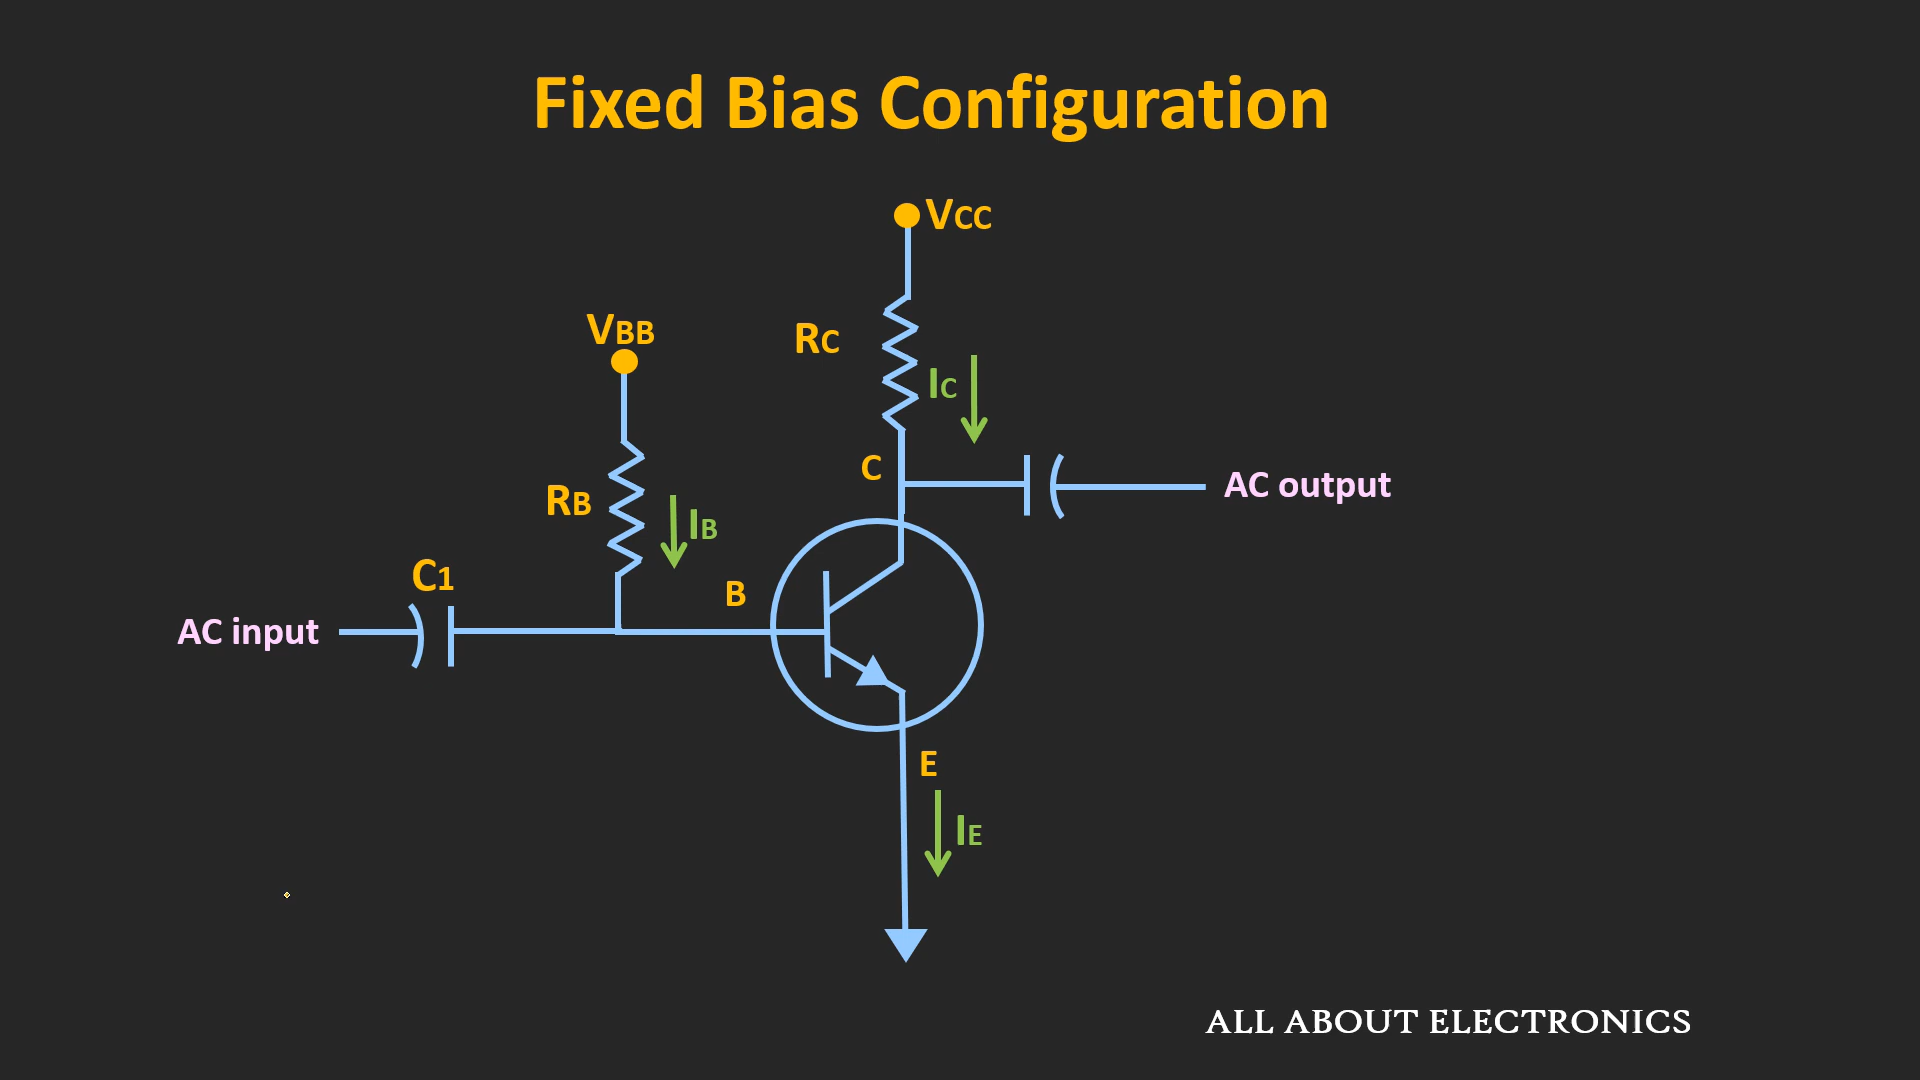 Fixed Bias Configuration
VCC
VBB
RC
IC
C
AC output
RB
IB
C1
B
AC input
E
IE
ALL ABOUT ELECTRONICS